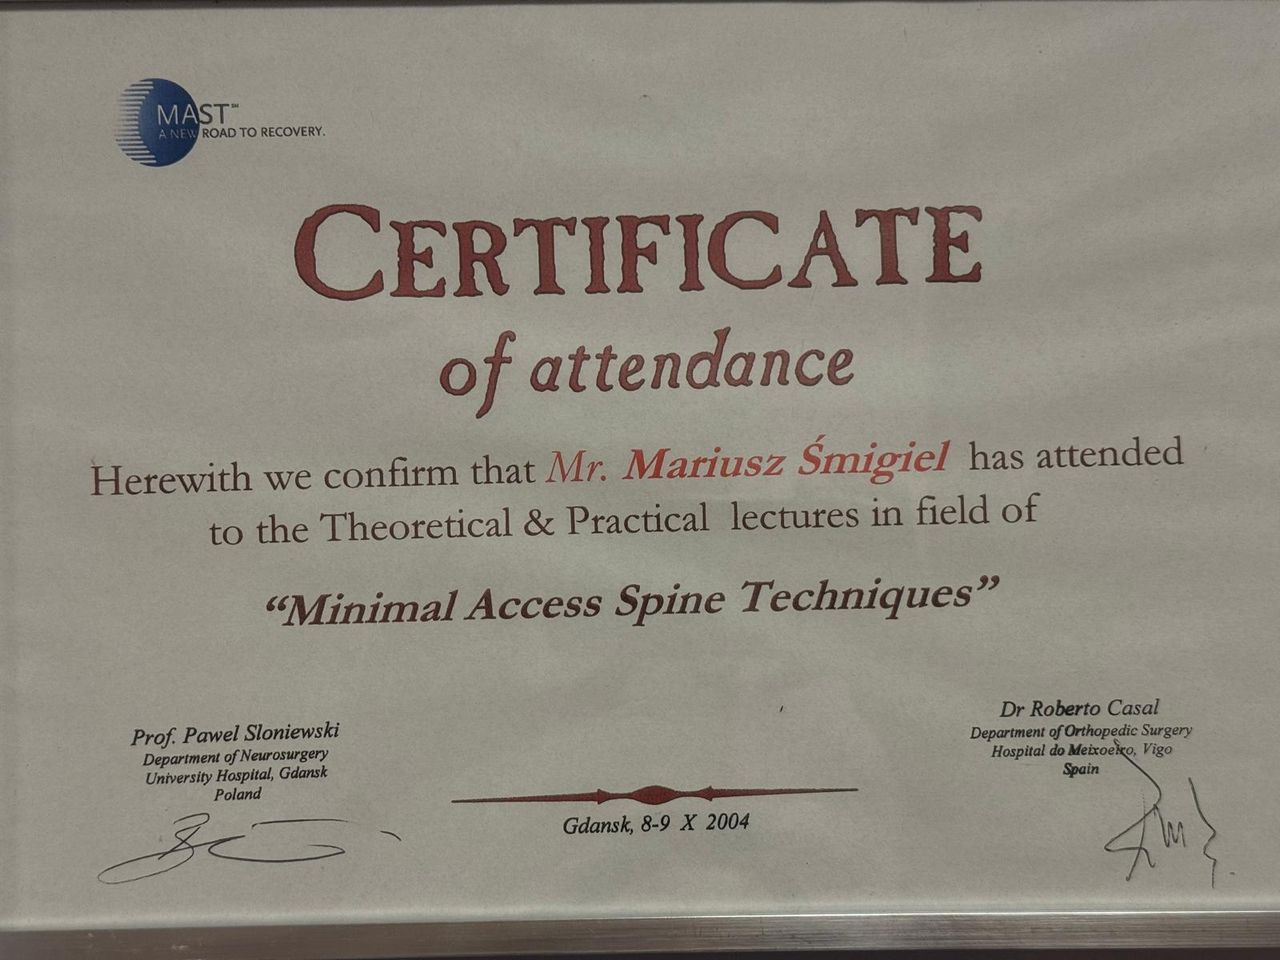 MAST℠
A NEW ROAD TO RECOVERY.
CERTIFICATE
of attendance
Herewith we confirm that Mr. Mariusz Śmigiel has attended
to the Theoretical & Practical lectures in field of
“Minimal Access Spine Techniques”
Prof. Pawel Sloniewski
Department of Neurosurgery
University Hospital, Gdansk
Poland
Gdansk, 8-9 X 2004
Dr Roberto Casal
Department of Orthopedic Surgery
Hospital do Meixoeiro, Vigo
Spain